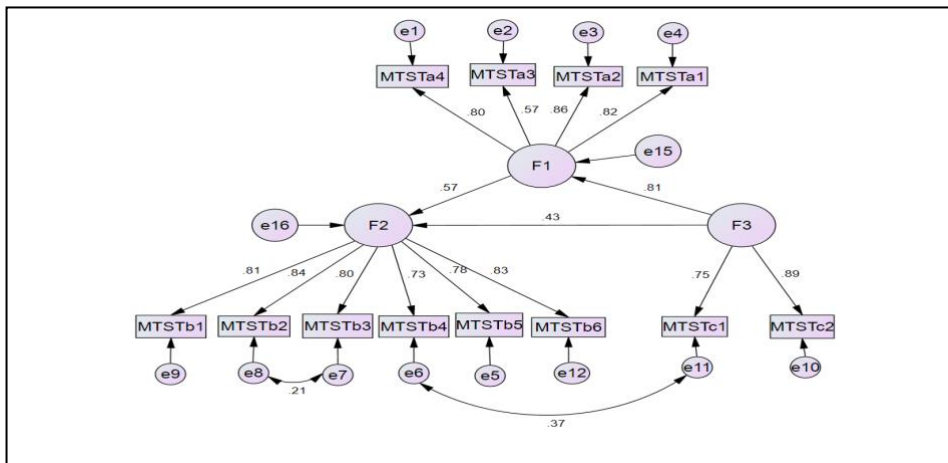 e1 e2 e3 e4
MTSTa4 MTSTa3 MTSTa2 MTSTa1
.80 .57 .86 .82
F1 e15
.57 .81
e16 F2 .43 F3
.81 .84 .80 .73 .78 .83 .75 .89
MTSTb1 MTSTb2 MTSTb3 MTSTb4 MTSTb5 MTSTb6 MTSTc1 MTSTc2
e9 e8 e7 e6 e5 e12 e11 e10
.21
.37